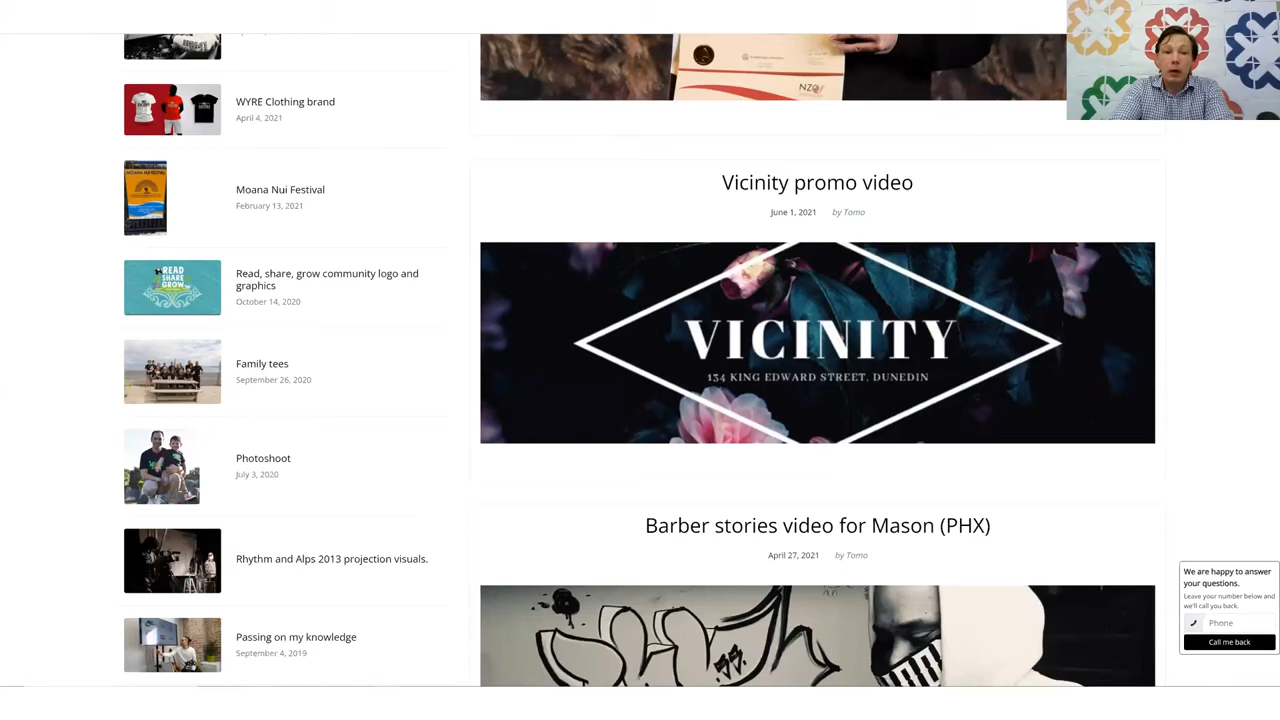 WYRE Clothing brand
April 4, 2021
Moana Nui Festival
February 13, 2021
READ
SHARE
GROW
Read, share, grow community logo and
graphics
October 14, 2020
Family tees
September 26, 2020
Photoshoot
July 3, 2020
Rhythm and Alps 2013 projection visuals.
Passing on my knowledge
September 4, 2019
Vicinity promo video
June 1, 2021 by Tomo
VICINITY
134 KING EDWARD STREET, DUNEDIN
Barber stories video for Mason (PHX)
April 27, 2021 by Tomo
We are happy to answer
your questions.
Leave your number below and
we'll call you back.
Phone
Call me back